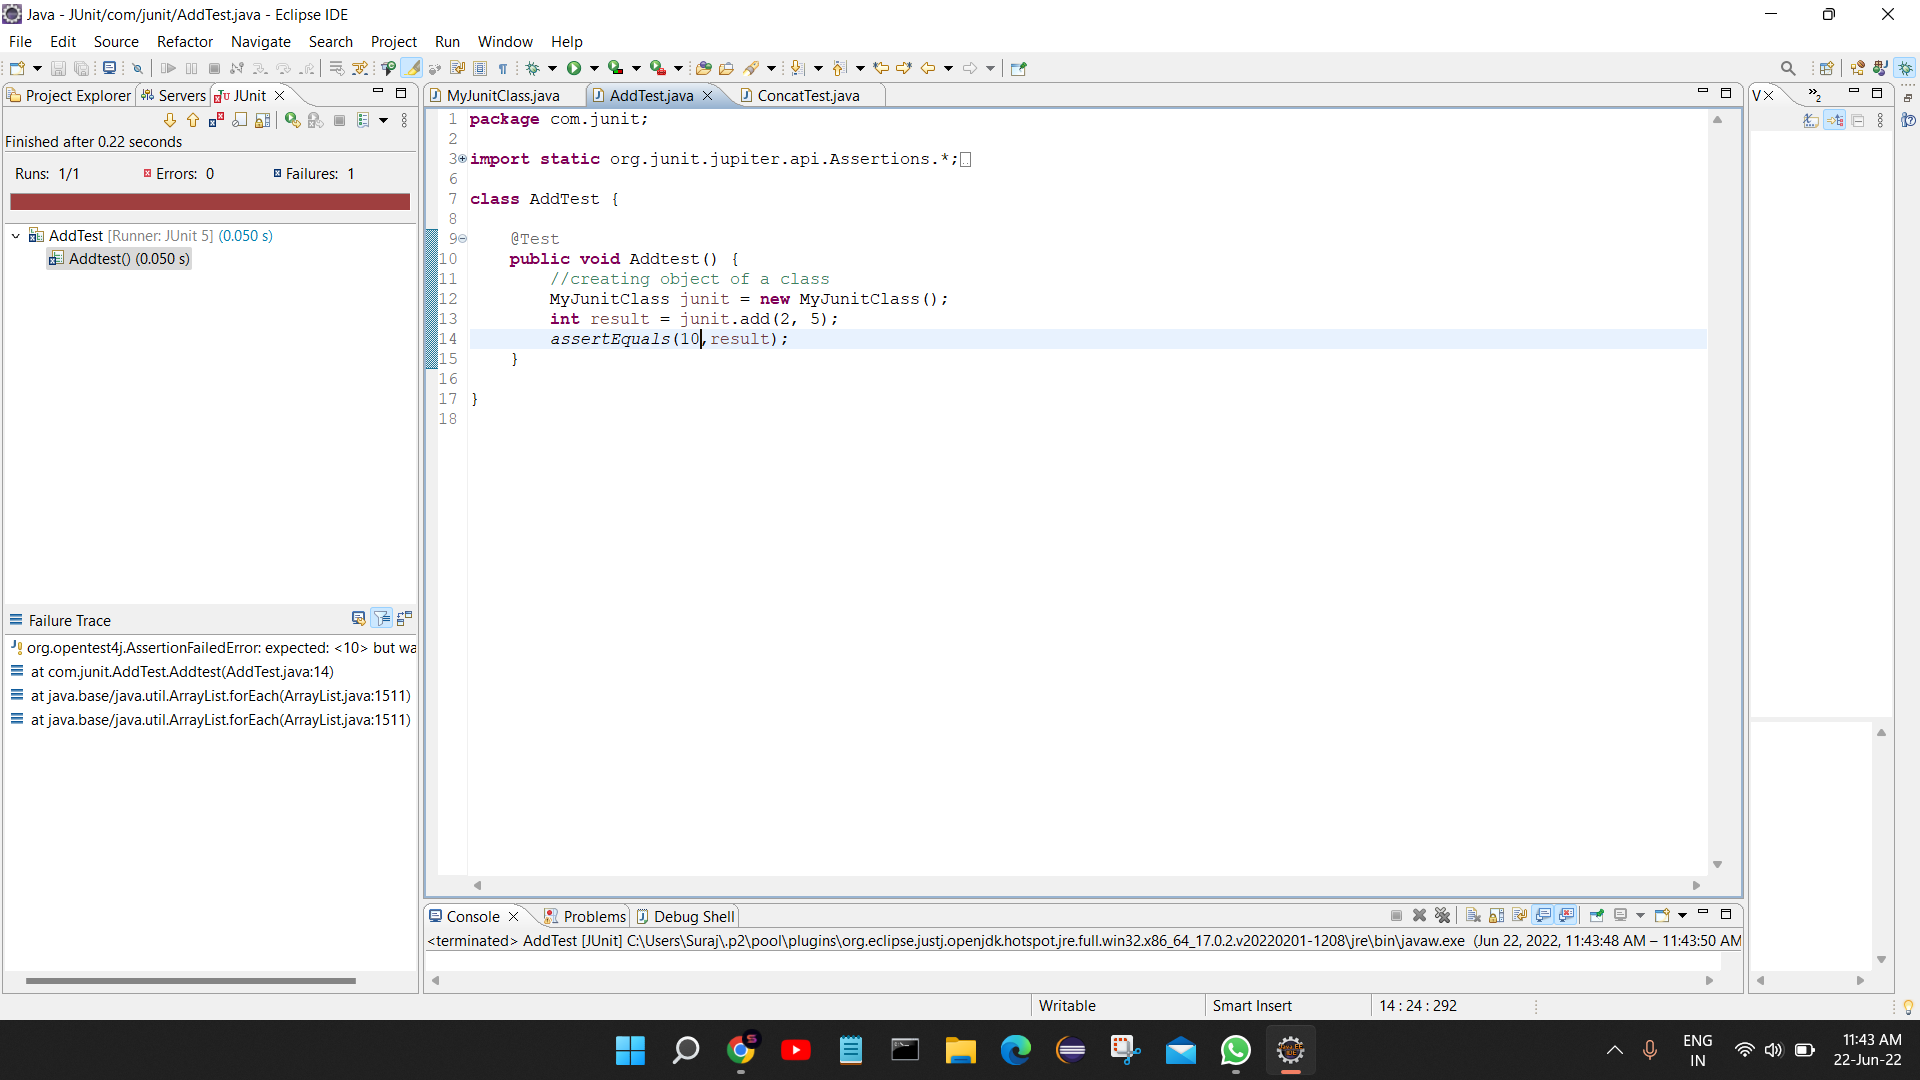 Java - JUnit/com/junit/AddTest.java - Eclipse IDE
File Edit Source Refactor Navigate Search Project Run Window Help
Project Explorer Servers JUnit
Finished after 0.22 seconds
Runs: 1/1 Errors: 0 Failures: 1
AddTest [Runner: JUnit 5] (0.050 s)
Addtest() (0.050 s)
Failure Trace
org.opentest4j.AssertionFailedError: expected: <10> but wa
at com.junit.AddTest.Addtest(AddTest.java:14)
at java.base/java.util.ArrayList.forEach(ArrayList.java:1511)
at java.base/java.util.ArrayList.forEach(ArrayList.java:1511)
MyJunitClass.java AddTest.java ConcatTest.java
1 package com.junit;
2
3 import static org.junit.jupiter.api.Assertions.*;
6
7 class AddTest {
8
9 @Test
10 public void Addtest() {
11 //creating object of a class
12 MyJunitClass junit = new MyJunitClass();
13 int result = junit.add(2, 5);
14 assertEquals(10,result);
15 }
16
17 }
18
V
2
Console Problems Debug Shell
<terminated> AddTest [JUnit] C:\Users\Suraj\.p2\pool\plugins\org.eclipse.justj.openjdk.hotspot.jre.full.win32.x86_64_17.0.2.v20220201-1208\jre\bin\javaw.exe (Jun 22, 2022, 11:43:48 AM – 11:43:50 AM
Writable Smart Insert 14 : 24 : 292
S
ENG
IN
11:43 AM
22-Jun-22